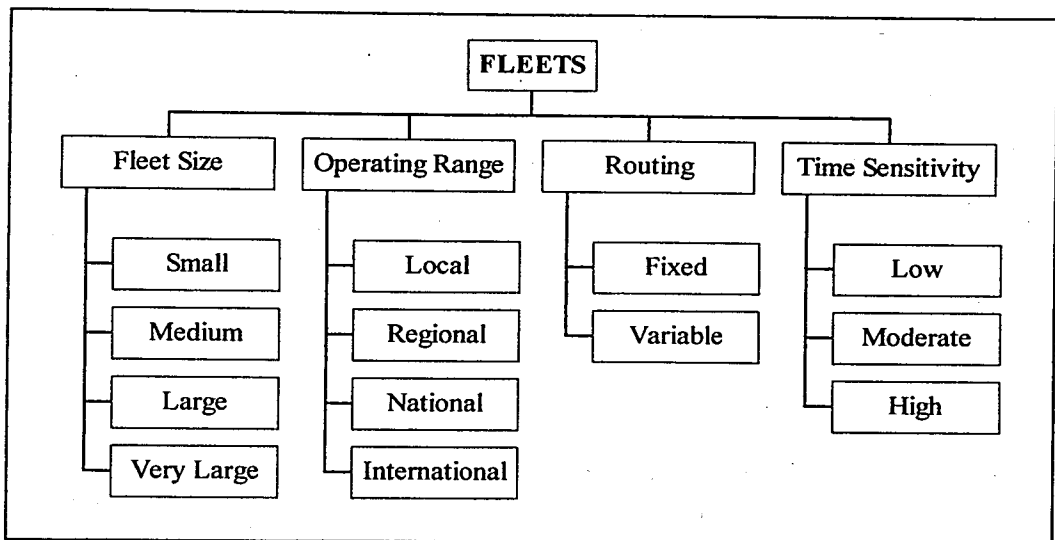 FLEETS
Fleet Size
Operating Range
Routing
Time Sensitivity
Small
Medium
Large
Very Large
Local
Regional
National
International
Fixed
Variable
Low
Moderate
High